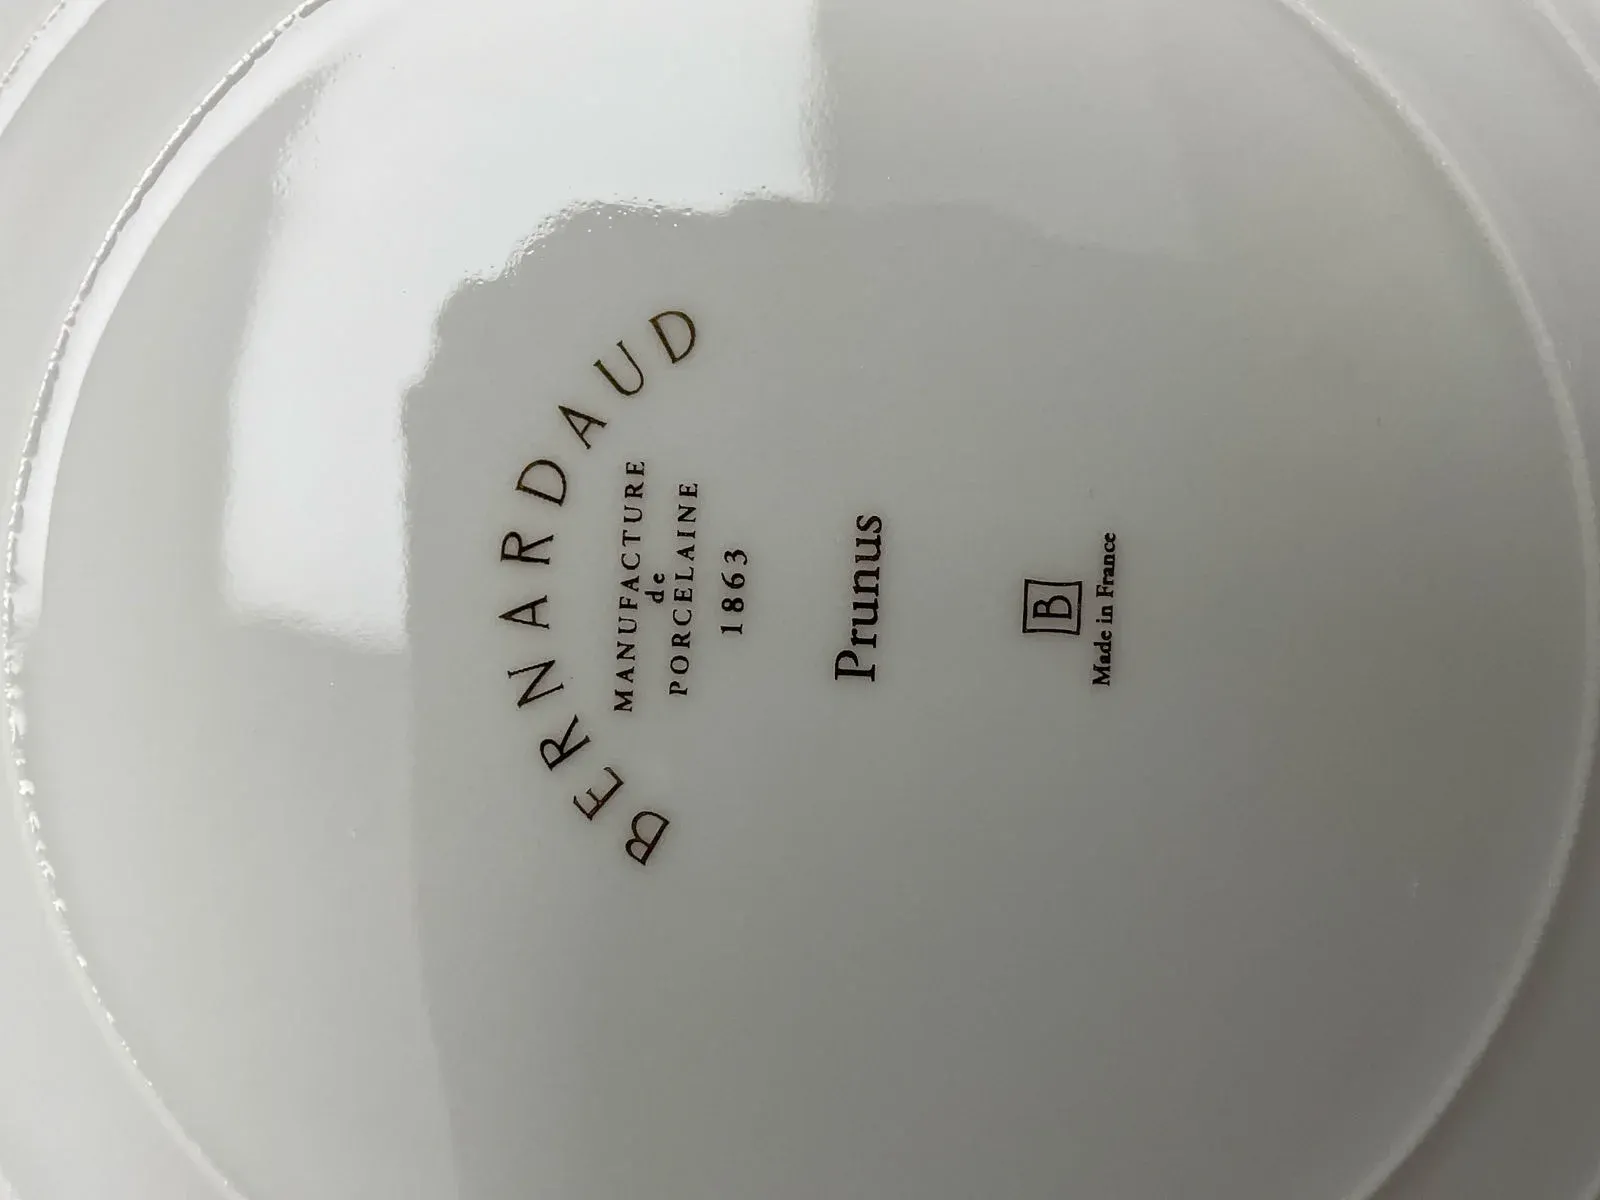 BERNARDAUD
MANUFACTURE
de
PORCELAINE
1863
Prunus
B
Made in France